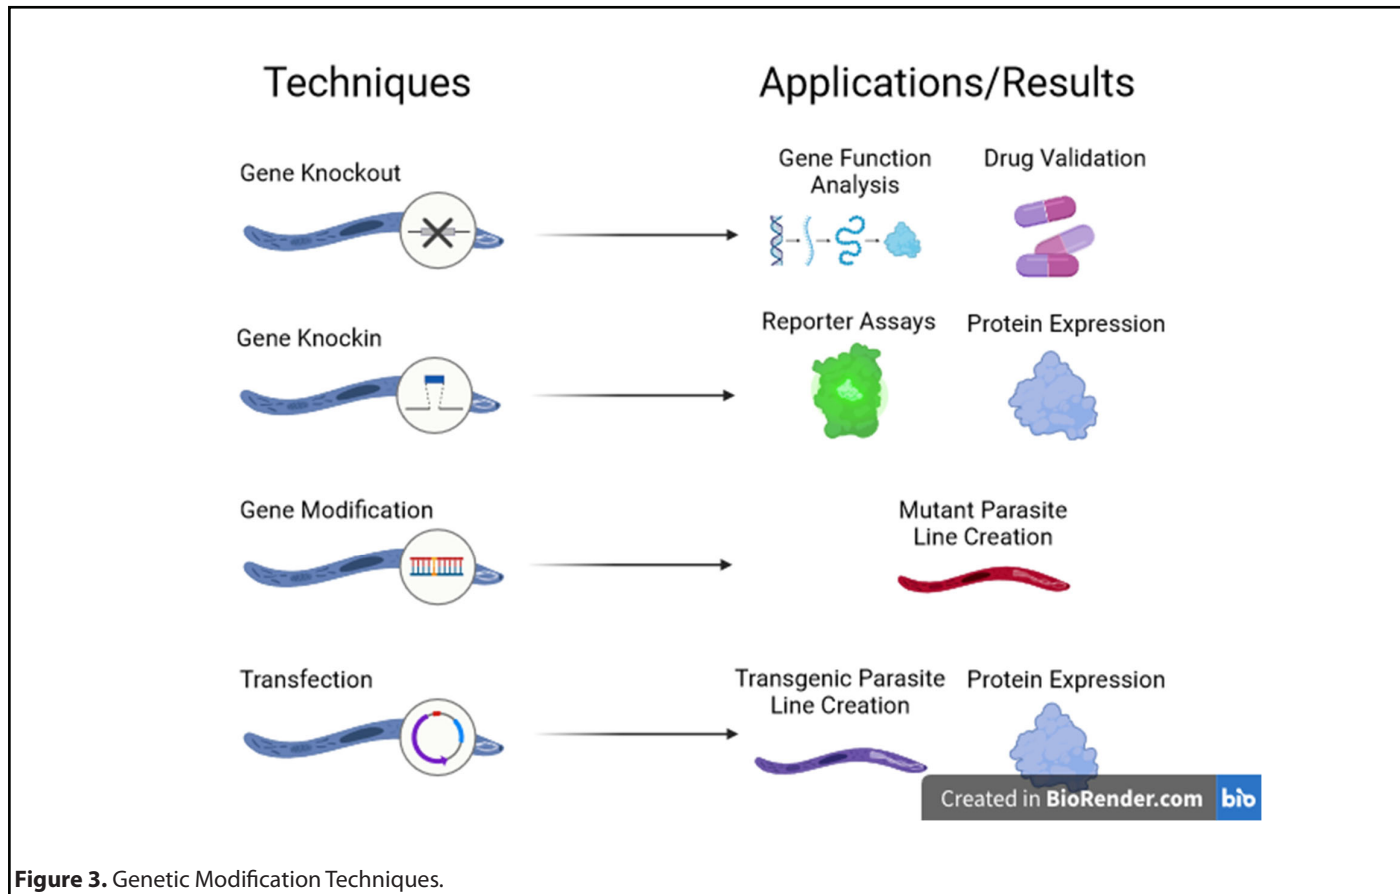 Techniques
Applications/Results
Gene Knockout
Gene Function
Analysis
Drug Validation
Gene Knockin
Reporter Assays
Protein Expression
Gene Modification
Mutant Parasite
Line Creation
Transfection
Transgenic Parasite
Line Creation
Protein Expression
Created in BioRender.com bio
Figure 3. Genetic Modification Techniques.